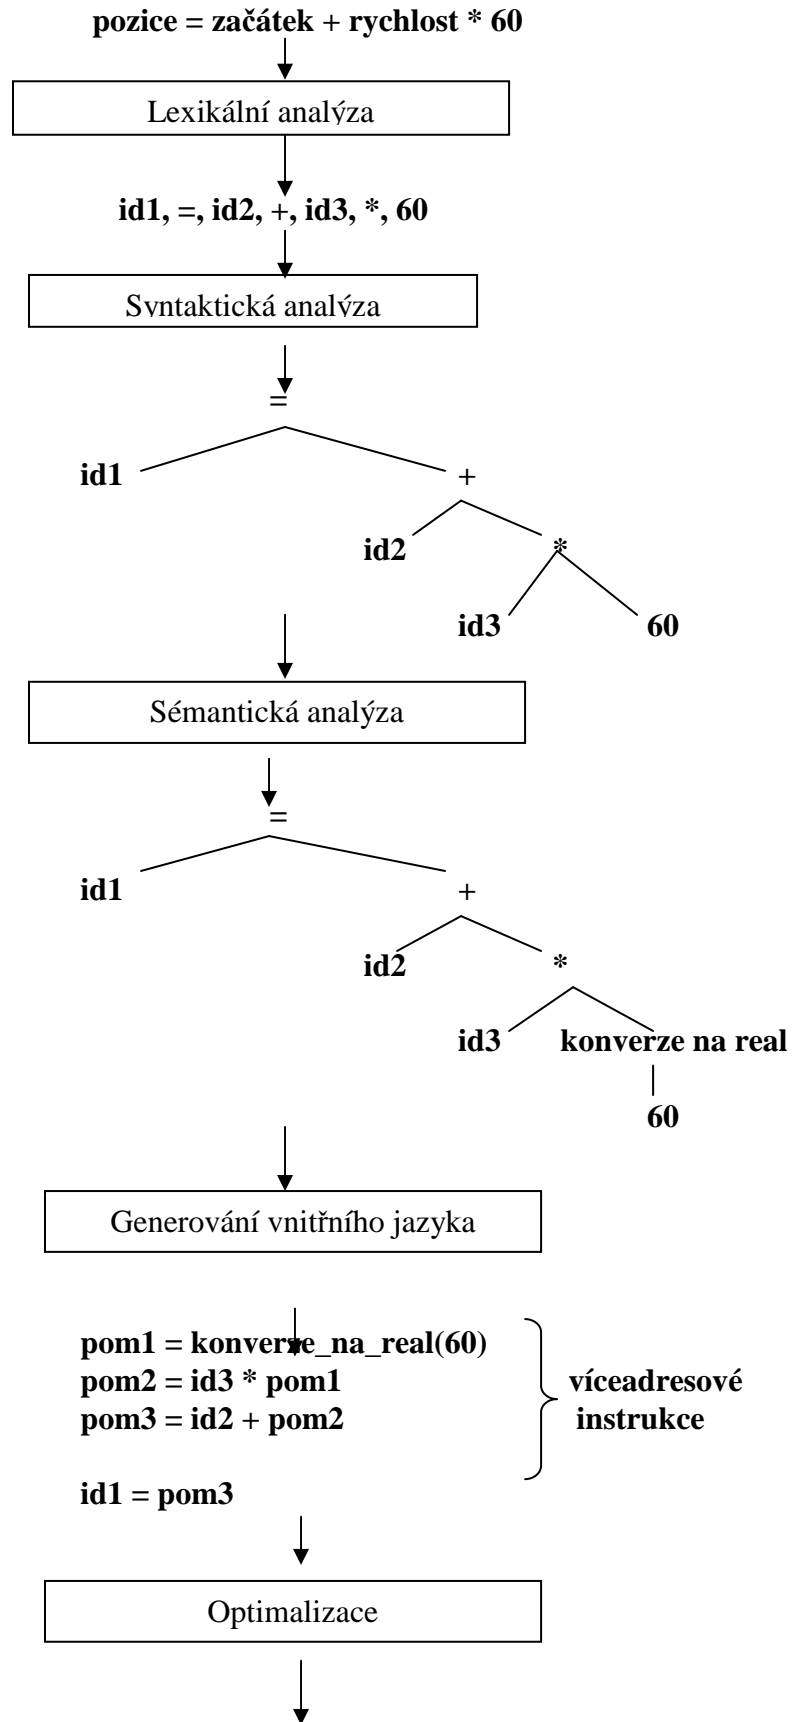 pozice = začátek + rychlost * 60
Lexikální analýza
id1, =, id2, +, id3, *, 60
Syntaktická analýza
=
id1 +
id2 *
id3 60
Sémantická analýza
=
id1 +
id2 *
id3 konverze na real
60
Generování vnitřního jazyka
pom1 = konverze_na_real(60)
pom2 = id3 * pom1 víceadresové
pom3 = id2 + pom2 instrukce
id1 = pom3
Optimalizace